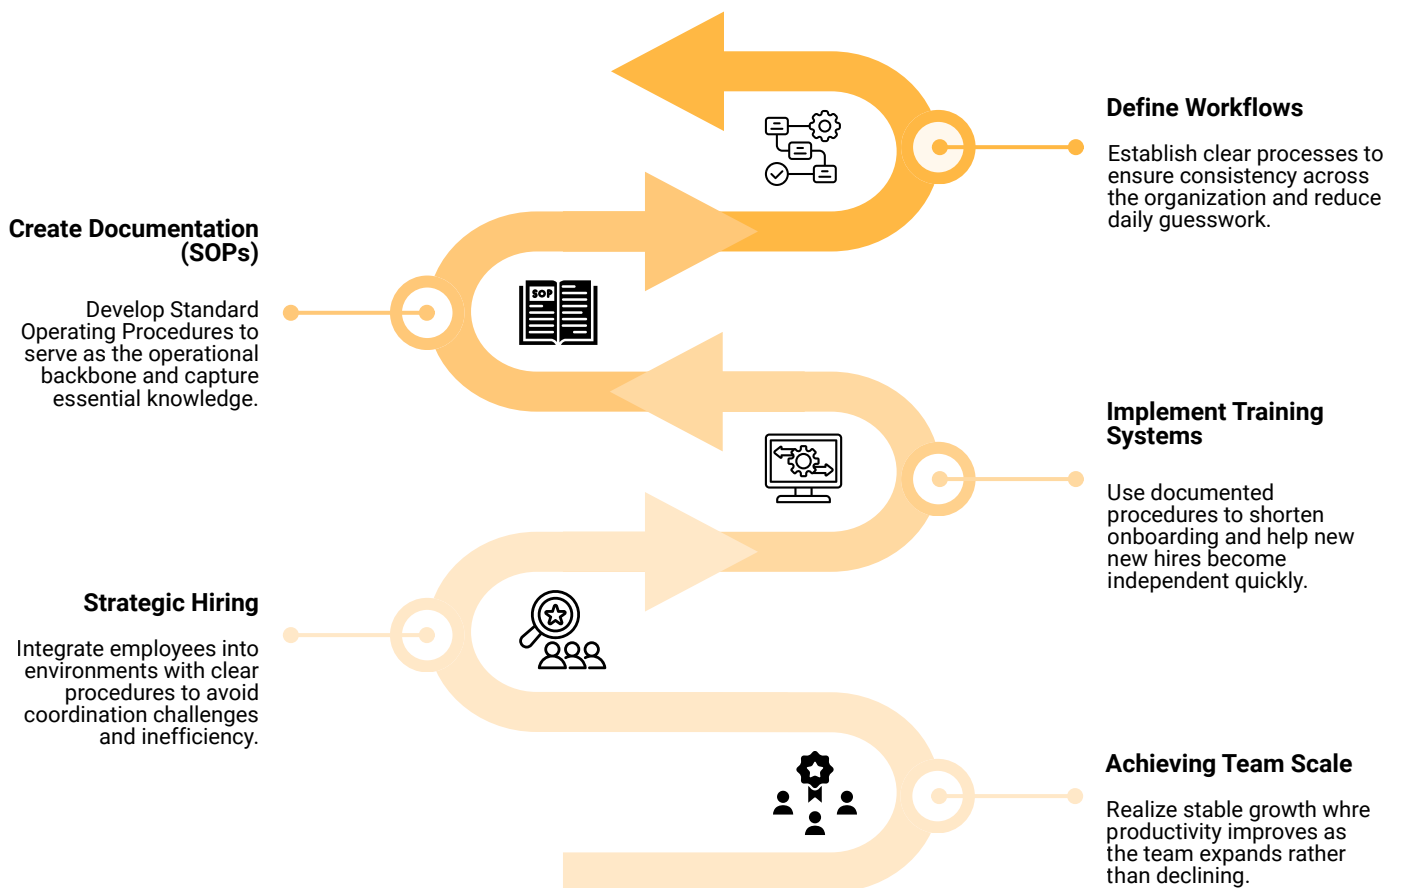 Define Workflows
Establish clear processes to
ensure consistency across
the organization and reduce
daily guesswork.
Create Documentation
(SOPs)
Develop Standard
Operating Procedures to
serve as the operational
backbone and capture
essential knowledge.
SOP
Implement Training
Systems
Use documented
procedures to shorten
onboarding and help new
new hires become
independent quickly.
Strategic Hiring
Integrate employees into
environments with clear
procedures to avoid
coordination challenges
and inefficiency.
Achieving Team Scale
Realize stable growth whre
productivity improves as
the team expands rather
than declining.